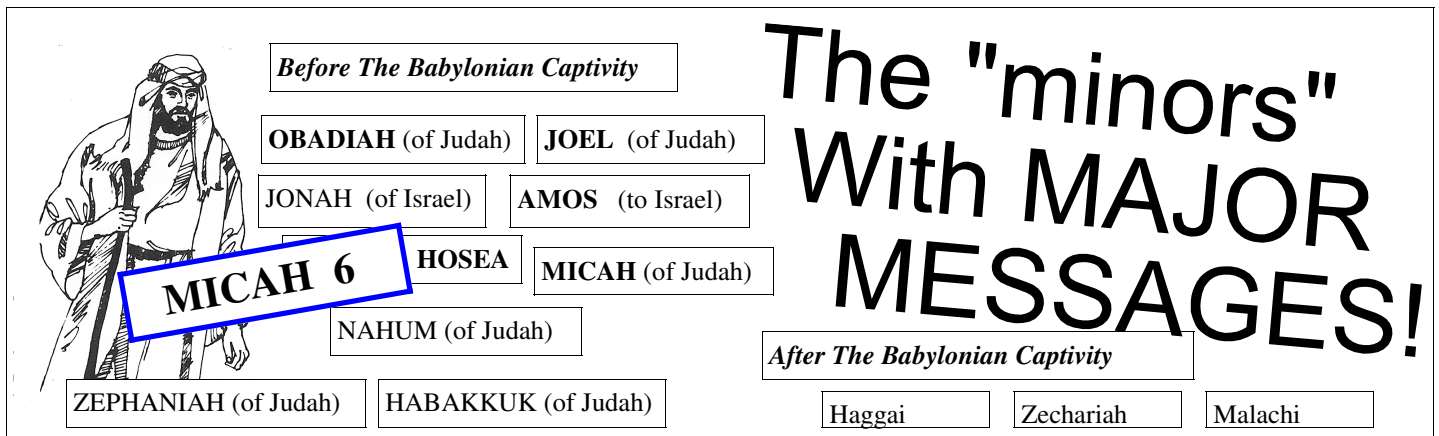 The "minors"
With MAJOR
MESSAGES!
Before The Babylonian Captivity
OBADIAH (of Judah)
JOEL (of Judah)
JONAH (of Israel)
AMOS (to Israel)
HOSEA
MICAH (of Judah)
MICAH 6
NAHUM (of Judah)
ZEPHANIAH (of Judah)
HABAKKUK (of Judah)
After The Babylonian Captivity
Haggai
Zechariah
Malachi